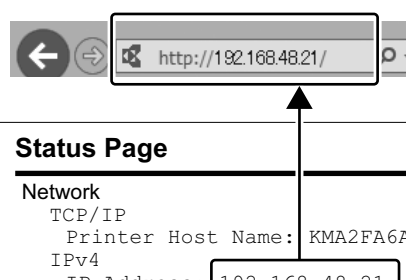 http://192.168.48.21/
Status Page
Network
TCP/IP
Printer Host Name: KMA2FA6A
IPv4
IP Address: 192.168.48.21